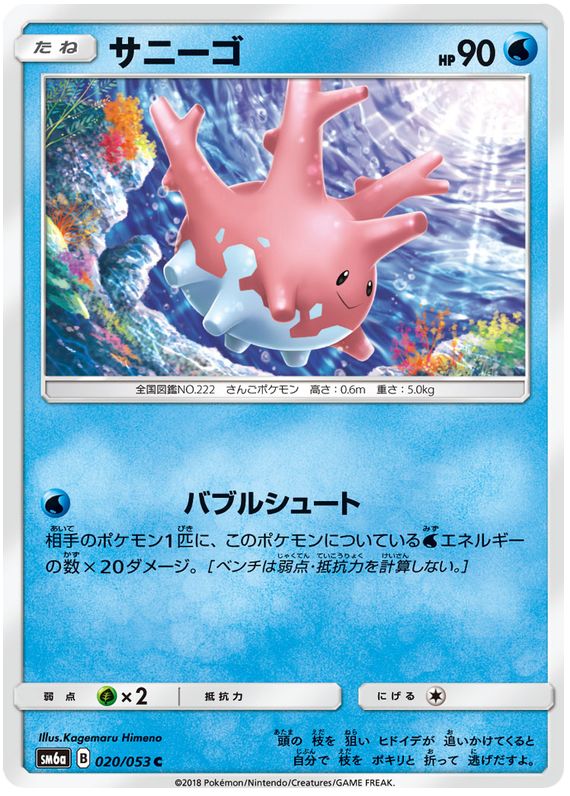 たね サニーゴ HP 90
全国図鑑NO.222 さんごポケモン 高さ:0.6m 重さ:5.0kg
バブルシュート
相手のポケモン1匹に、このポケモンについているエネルギー
の数×20ダメージ。[ベンチは弱点・抵抗力を計算しない。]
弱点 ×2 抵抗力 にげる
Illus.Kagemaru Himeno
SM6a B 020/053 C
頭の 枝を 狙い ヒドイデが 追いかけてくると
自分で 枝を ポキリと 折って 逃げだすよ。
©2018 Pokémon/Nintendo/Creatures/GAME FREAK.